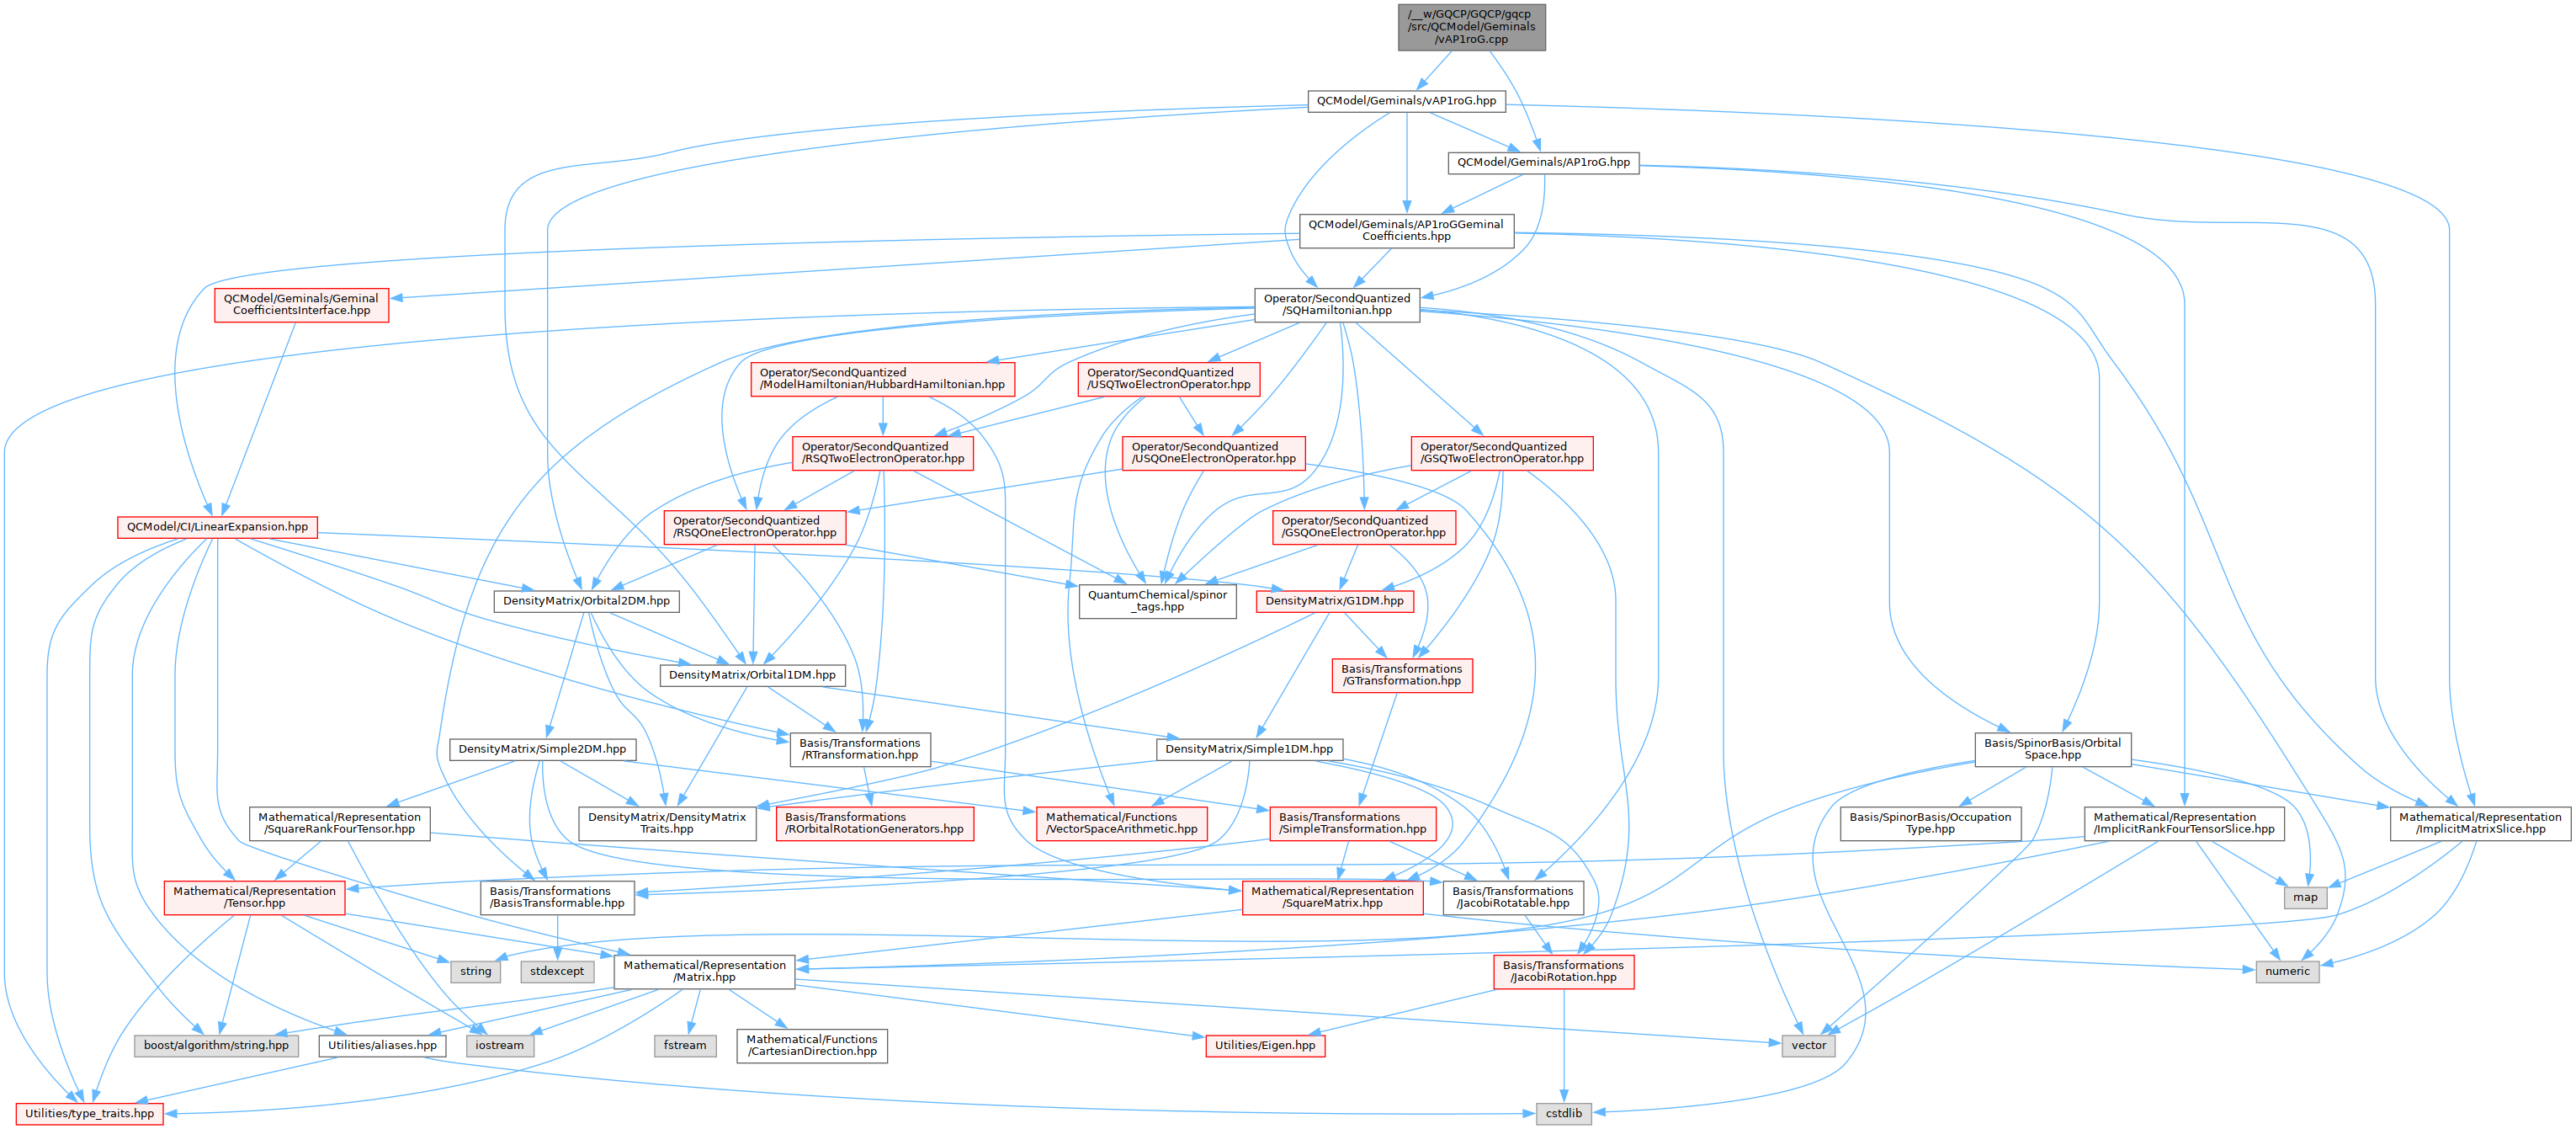 /__w/GQCP/GQCP/gqcp
/src/QCModel/Geminals
/vAP1roG.cpp
QCModel/Geminals/vAP1roG.hpp
QCModel/Geminals/AP1roG.hpp
QCModel/Geminals/AP1roGGeminal
Coefficients.hpp
QCModel/Geminals/Geminal
CoefficientsInterface.hpp
Operator/SecondQuantized
/SQHamiltonian.hpp
Operator/SecondQuantized
/ModelHamiltonian/HubbardHamiltonian.hpp
Operator/SecondQuantized
/USQTwoElectronOperator.hpp
Operator/SecondQuantized
/RSQTwoElectronOperator.hpp
Operator/SecondQuantized
/USQOneElectronOperator.hpp
Operator/SecondQuantized
/GSQTwoElectronOperator.hpp
QCModel/CI/LinearExpansion.hpp
Operator/SecondQuantized
/RSQOneElectronOperator.hpp
Operator/SecondQuantized
/GSQOneElectronOperator.hpp
DensityMatrix/Orbital2DM.hpp
QuantumChemical/spinor
_tags.hpp
DensityMatrix/G1DM.hpp
DensityMatrix/Orbital1DM.hpp
Basis/Transformations
/GTransformation.hpp
DensityMatrix/Simple2DM.hpp
Basis/Transformations
/RTransformation.hpp
DensityMatrix/Simple1DM.hpp
Basis/SpinorBasis/Orbital
Space.hpp
Mathematical/Representation
/SquareRankFourTensor.hpp
DensityMatrix/DensityMatrix
Traits.hpp
Basis/Transformations
/ROrbitalRotationGenerators.hpp
Mathematical/Functions
/VectorSpaceArithmetic.hpp
Basis/Transformations
/SimpleTransformation.hpp
Basis/SpinorBasis/Occupation
Type.hpp
Mathematical/Representation
/ImplicitRankFourTensorSlice.hpp
Mathematical/Representation
/ImplicitMatrixSlice.hpp
Mathematical/Representation
/Tensor.hpp
Basis/Transformations
/BasisTransformable.hpp
Mathematical/Representation
/SquareMatrix.hpp
Basis/Transformations
/JacobiRotatable.hpp
map
string
stdexcept
Mathematical/Representation
/Matrix.hpp
Basis/Transformations
/JacobiRotation.hpp
numeric
boost/algorithm/string.hpp
Utilities/aliases.hpp
iostream
fstream
Mathematical/Functions
/CartesianDirection.hpp
Utilities/Eigen.hpp
vector
Utilities/type_traits.hpp
cstdlib